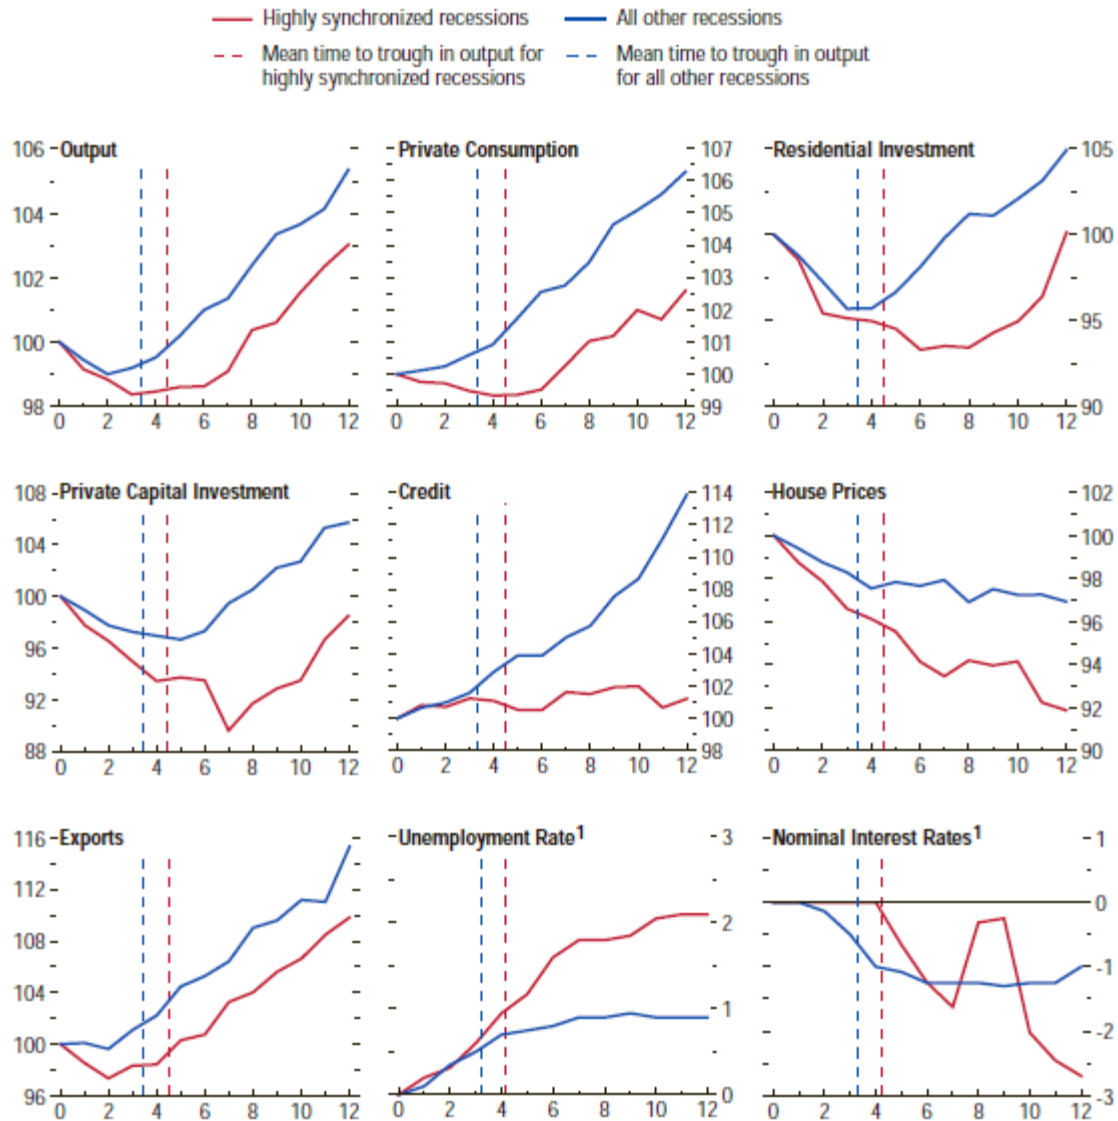 Highly synchronized recessions
All other recessions
Mean time to trough in output for
highly synchronized recessions
Mean time to trough in output
for all other recessions
Output
106
104
102
100
98
0 2 4 6 8 10 12
Private Consumption
107
106
105
104
103
102
101
100
99
0 2 4 6 8 10 12
Residential Investment
105
100
95
90
0 2 4 6 8 10 12
Private Capital Investment
108
104
100
96
92
88
0 2 4 6 8 10 12
Credit
114
112
110
108
106
104
102
100
98
0 2 4 6 8 10 12
House Prices
102
100
98
96
94
92
90
0 2 4 6 8 10 12
Exports
116
112
108
104
100
96
0 2 4 6 8 10 12
Unemployment Rate1
3
2
1
0
0 2 4 6 8 10 12
Nominal Interest Rates1
1
0
-1
-2
-3
0 2 4 6 8 10 12